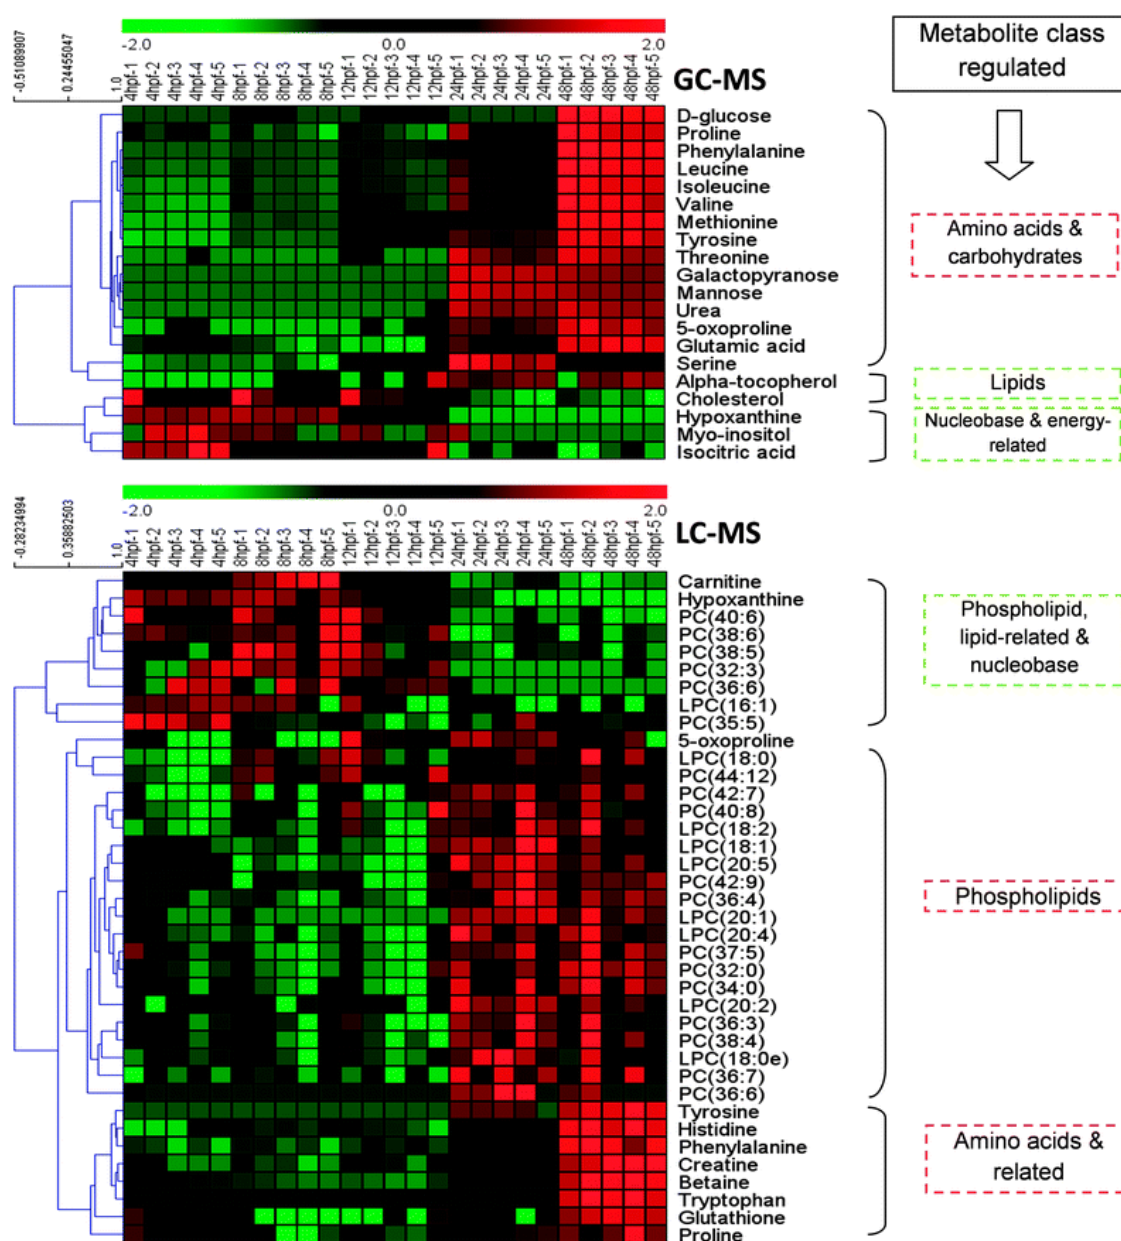 -2.0 0.0 2.0
-0.51089907 0.24455047 1.0
4hpf-1 4hpf-2 4hpf-3 4hpf-4 4hpf-5 8hpf-1 8hpf-2 8hpf-3 8hpf-4 8hpf-5 12hpf-1 12hpf-2 12hpf-3 12hpf-4 12hpf-5 24hpf-1 24hpf-2 24hpf-3 24hpf-4 24hpf-5 48hpf-1 48hpf-2 48hpf-3 48hpf-4 48hpf-5
GC-MS
Metabolite class
regulated
D-glucose
Proline
Phenylalanine
Leucine
Isoleucine
Valine
Methionine
Tyrosine
Threonine
Galactopyranose
Mannose
Urea
5-oxoproline
Glutamic acid
Serine
Alpha-tocopherol
Cholesterol
Hypoxanthine
Myo-inositol
Isocitric acid
Amino acids &
carbohydrates
Lipids
Nucleobase & energy-
related
-2.0 0.0 2.0
-0.28234994 0.35882503 1.0
4hpf-1 4hpf-2 4hpf-3 4hpf-4 4hpf-5 8hpf-1 8hpf-2 8hpf-3 8hpf-4 8hpf-5 12hpf-1 12hpf-2 12hpf-3 12hpf-4 12hpf-5 24hpf-1 24hpf-2 24hpf-3 24hpf-4 24hpf-5 48hpf-1 48hpf-2 48hpf-3 48hpf-4 48hpf-5
LC-MS
Carnitine
Hypoxanthine
PC(40:6)
PC(38:6)
PC(38:5)
PC(32:3)
PC(36:6)
LPC(16:1)
PC(35:5)
5-oxoproline
LPC(18:0)
PC(44:12)
PC(42:7)
PC(40:8)
LPC(18:2)
LPC(18:1)
LPC(20:5)
PC(42:9)
PC(36:4)
LPC(20:1)
LPC(20:4)
PC(37:5)
PC(32:0)
PC(34:0)
LPC(20:2)
PC(36:3)
PC(38:4)
LPC(18:0e)
PC(36:7)
PC(36:6)
Tyrosine
Histidine
Phenylalanine
Creatine
Betaine
Tryptophan
Glutathione
Proline
Phospholipid,
lipid-related &
nucleobase
Phospholipids
Amino acids &
related